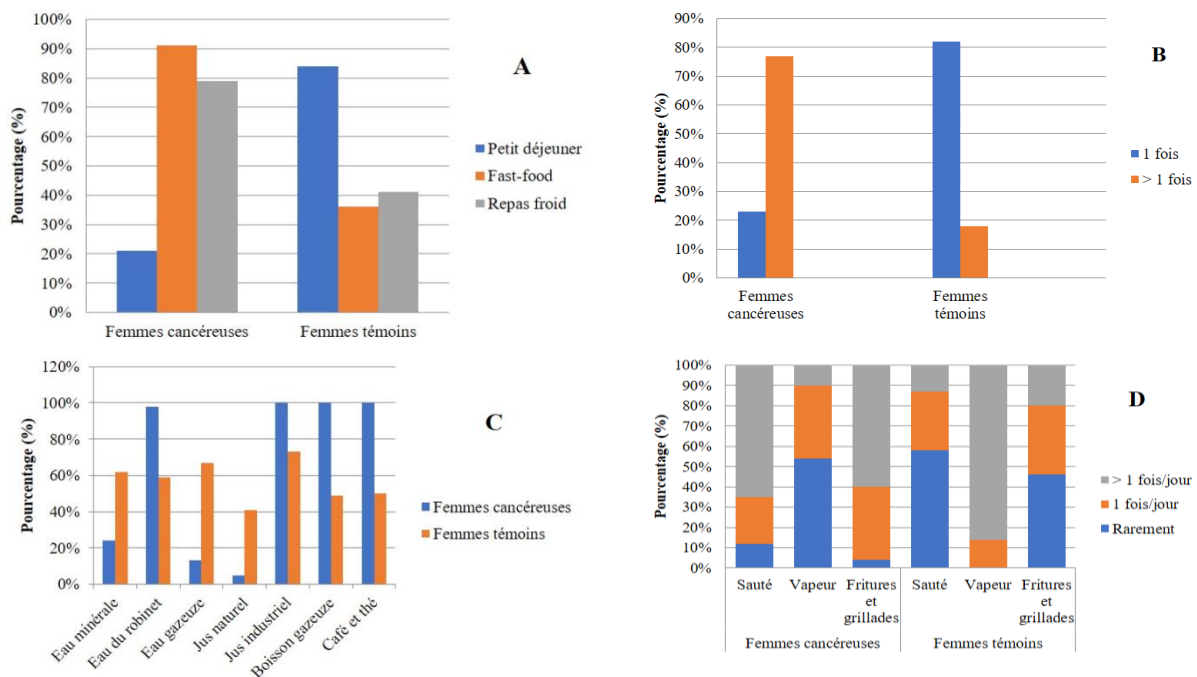 100%
90%
80%
70%
60%
50%
40%
30%
20%
10%
0%
Pourcentage (%)
A
Petit déjeuner
Fast-food
Repas froid
Femmes cancéreuses
Femmes témoins
90%
80%
70%
60%
50%
40%
30%
20%
10%
0%
Pourcentage (%)
B
1 fois
> 1 fois
Femmes
cancéreuses
Femmes
témoins
120%
100%
80%
60%
40%
20%
0%
Pourcentage (%)
C
Femmes cancéreuses
Femmes témoins
Eau minérale
Eau du robinet
Eau gazeuze
Jus naturel
Jus industriel
Boisson gazeuze
Café et thé
100%
90%
80%
70%
60%
50%
40%
30%
20%
10%
0%
Pourcentage (%)
D
> 1 fois/jour
1 fois/jour
Rarement
Sauté
Vapeur
Fritures
et
grillades
Sauté
Vapeur
Fritures
et
grillades
Femmes cancéreuses
Femmes témoins